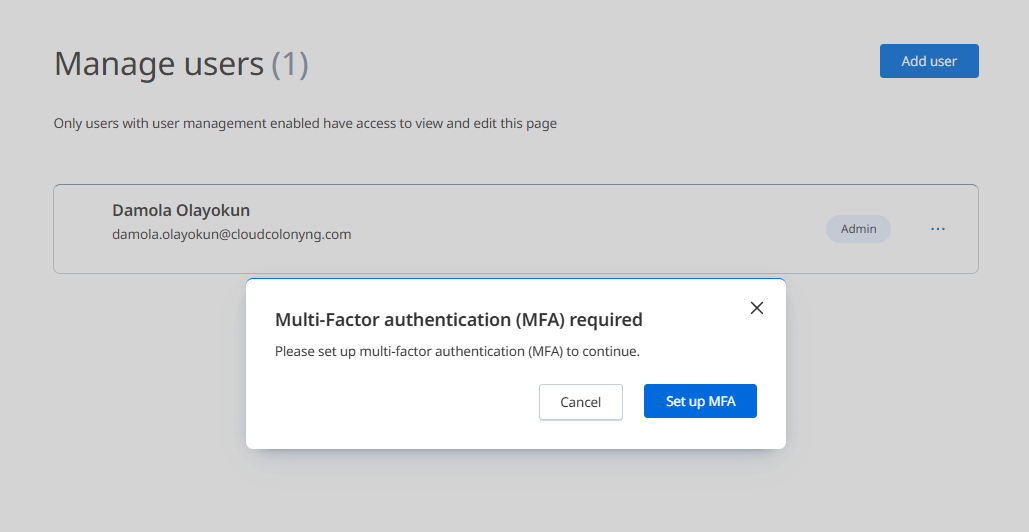 Manage users (1)
Add user
Only users with user management enabled have access to view and edit this page
Damola Olayokun
damola.olayokun@cloudcolonyng.com
Admin
Multi-Factor authentication (MFA) required
Please set up multi-factor authentication (MFA) to continue.
Cancel
Set up MFA